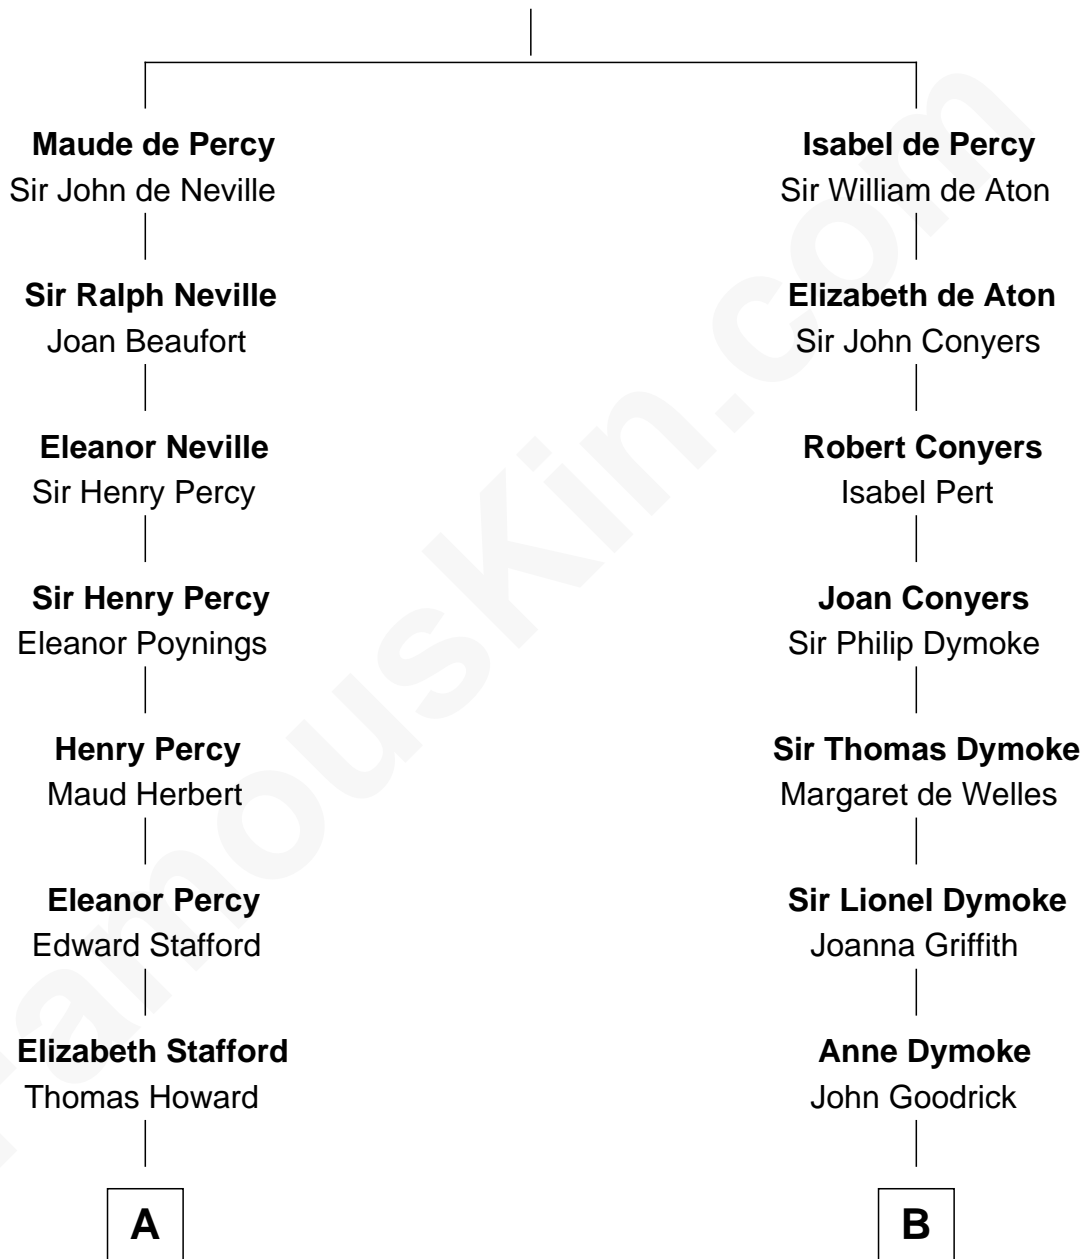 Maude de Percy
Sir John de Neville
Sir Ralph Neville
Joan Beaufort
Eleanor Neville
Sir Henry Percy
Sir Henry Percy
Eleanor Poynings
Henry Percy
Maud Herbert
Eleanor Percy
Edward Stafford
Elizabeth Stafford
Thomas Howard
A
Isabel de Percy
Sir William de Aton
Elizabeth de Aton
Sir John Conyers
Robert Conyers
Isabel Pert
Joan Conyers
Sir Philip Dymoke
Sir Thomas Dymoke
Margaret de Welles
Sir Lionel Dymoke
Joanna Griffith
Anne Dymoke
John Goodrick
B
FamousKin.com